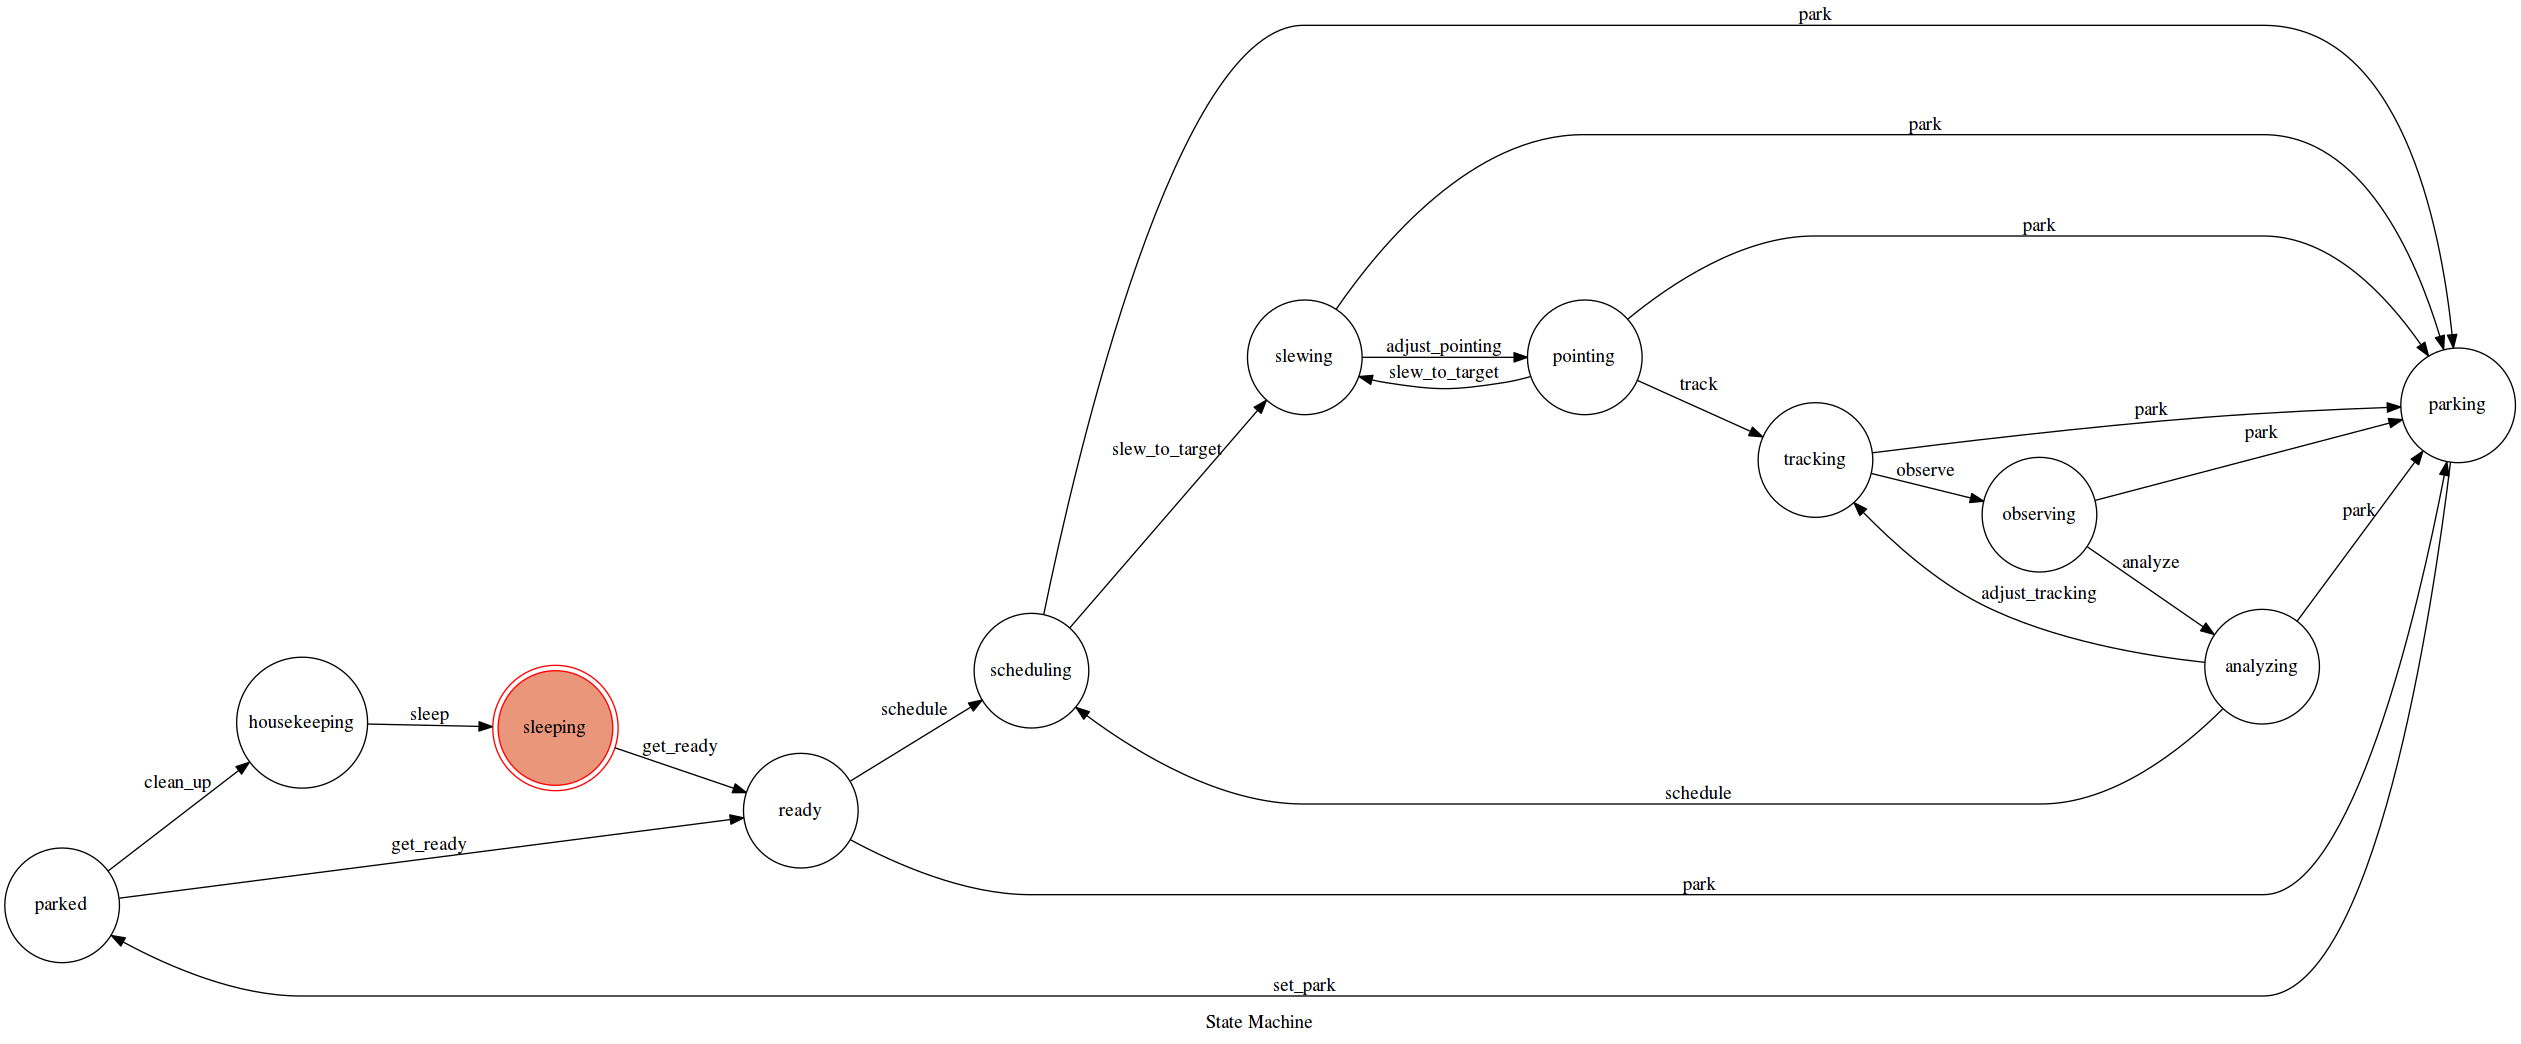 park
park
park
adjust_pointing
slewing
pointing
slew_to_target
track
parking
park
park
slew_to_target
tracking
observe
observing
park
analyze
adjust_tracking
scheduling
analyzing
schedule
sleep
housekeeping
sleeping
get_ready
clean_up
schedule
ready
get_ready
park
parked
set_park
State Machine